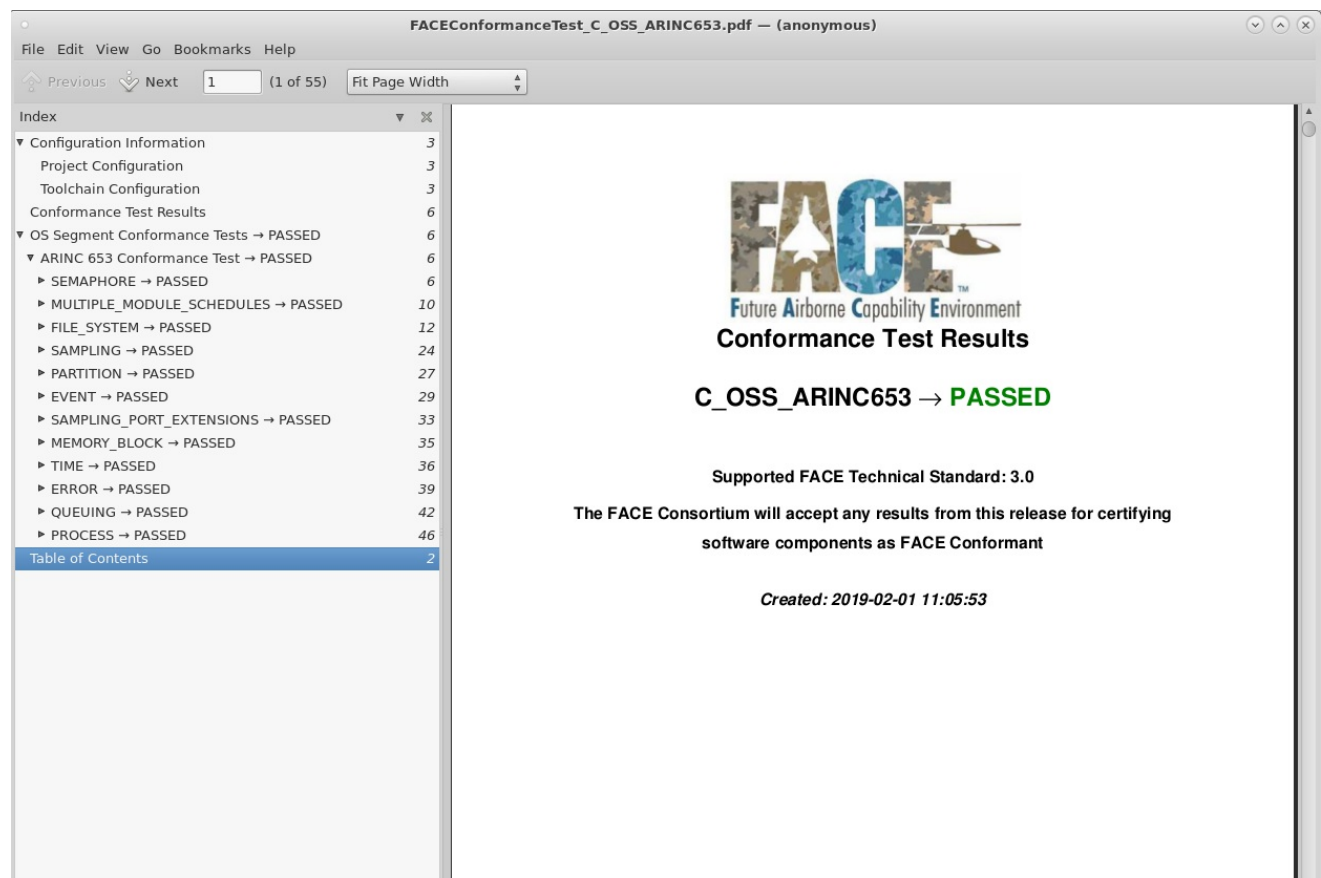 FACEConformanceTest_C_OSS_ARINC653.pdf — (anonymous)
File Edit View Go Bookmarks Help
Previous Next 1 (1 of 55) Fit Page Width
Index
Configuration Information 3
Project Configuration 3
Toolchain Configuration 3
Conformance Test Results 6
OS Segment Conformance Tests → PASSED 6
ARINC 653 Conformance Test → PASSED 6
SEMAPHORE → PASSED 6
MULTIPLE_MODULE_SCHEDULES → PASSED 10
FILE_SYSTEM → PASSED 12
SAMPLING → PASSED 24
PARTITION → PASSED 27
EVENT → PASSED 29
SAMPLING_PORT_EXTENSIONS → PASSED 33
MEMORY_BLOCK → PASSED 35
TIME → PASSED 36
ERROR → PASSED 39
QUEUING → PASSED 42
PROCESS → PASSED 46
Table of Contents 2
FACE
TM
Future Airborne Capability Environment
Conformance Test Results
C_OSS_ARINC653 → PASSED
Supported FACE Technical Standard: 3.0
The FACE Consortium will accept any results from this release for certifying
software components as FACE Conformant
Created: 2019-02-01 11:05:53